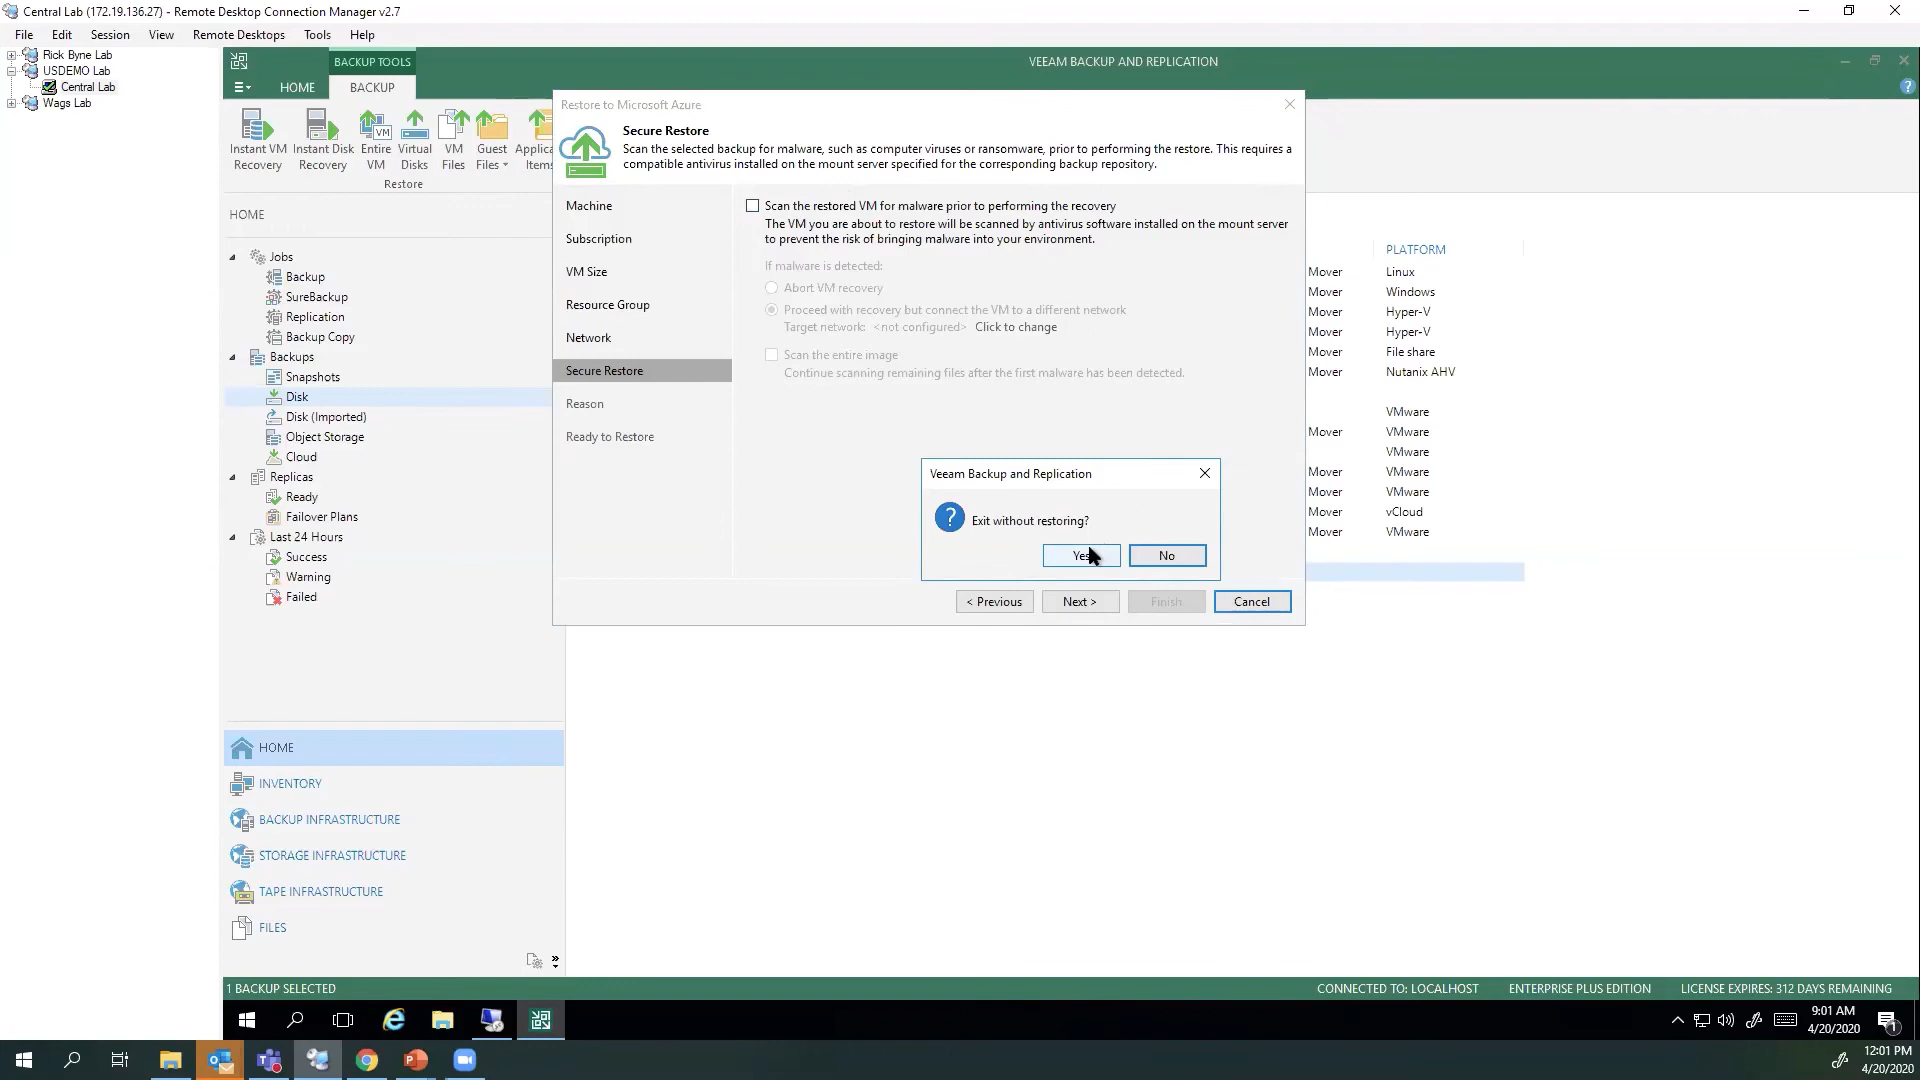 Central Lab (172.19.136.27) - Remote Desktop Connection Manager v2.7
File Edit Session View Remote Desktops Tools Help
Rick Byne Lab
USDEMO Lab
Central Lab
Wags Lab
BACKUP TOOLS
VEEAM BACKUP AND REPLICATION
HOME BACKUP
Instant VM Recovery
Instant Disk Recovery
Entire VM
Virtual Disks
VM Files
Guest Files
Applica
Items
Restore
HOME
Jobs
Backup
SureBackup
Replication
Backup Copy
Backups
Snapshots
Disk
Disk (Imported)
Object Storage
Cloud
Replicas
Ready
Failover Plans
Last 24 Hours
Success
Warning
Failed
HOME
INVENTORY
BACKUP INFRASTRUCTURE
STORAGE INFRASTRUCTURE
TAPE INFRASTRUCTURE
FILES
Restore to Microsoft Azure
Secure Restore
Scan the selected backup for malware, such as computer viruses or ransomware, prior to performing the restore. This requires a
compatible antivirus installed on the mount server specified for the corresponding backup repository.
Machine
Subscription
VM Size
Resource Group
Network
Secure Restore
Reason
Ready to Restore
Scan the restored VM for malware prior to performing the recovery
The VM you are about to restore will be scanned by antivirus software installed on the mount server
to prevent the risk of bringing malware into your environment.
If malware is detected:
Abort VM recovery
Proceed with recovery but connect the VM to a different network
Target network: <not configured> Click to change
Scan the entire image
Continue scanning remaining files after the first malware has been detected.
Veeam Backup and Replication
Exit without restoring?
Yes No
< Previous Next > Finish Cancel
PLATFORM
Mover Linux
Mover Windows
Mover Hyper-V
Mover Hyper-V
Mover File share
Mover Nutanix AHV
VMware
Mover VMware
VMware
Mover VMware
Mover VMware
Mover vCloud
Mover VMware
1 BACKUP SELECTED
CONNECTED TO: LOCALHOST ENTERPRISE PLUS EDITION LICENSE EXPIRES: 312 DAYS REMAINING
9:01 AM
4/20/2020
1
12:01 PM
4/20/2020